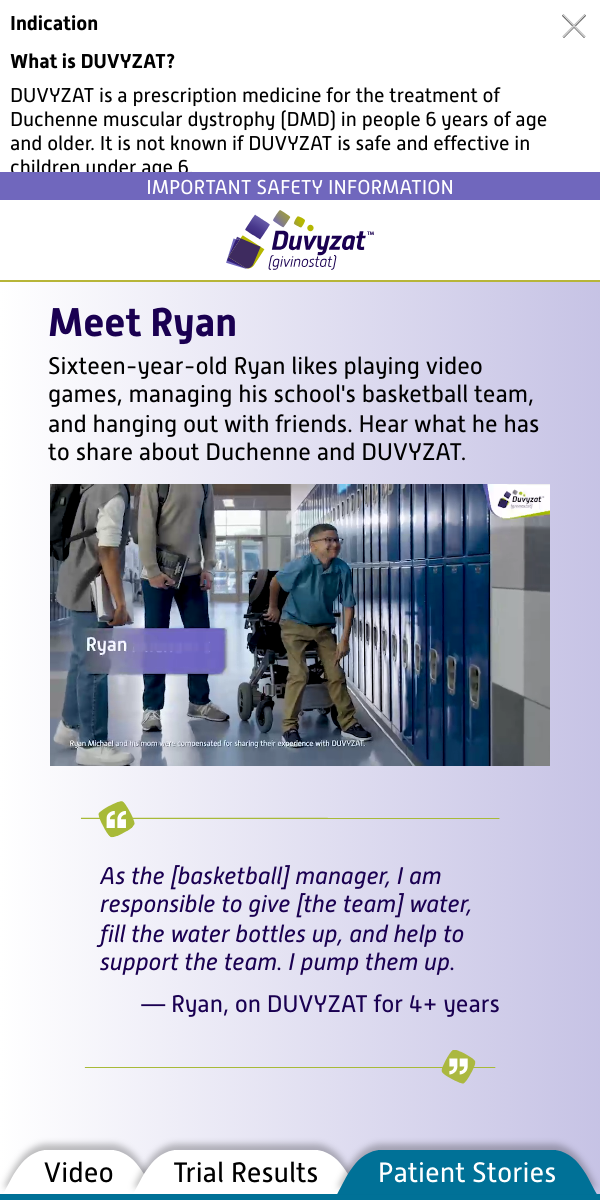 Indication
What is DUVYZAT?
DUVYZAT is a prescription medicine for the treatment of
Duchenne muscular dystrophy (DMD) in people 6 years of age
and older. It is not known if DUVYZAT is safe and effective in
children under age 6
IMPORTANT SAFETY INFORMATION
Duvyzat™
(givinostat)
Meet Ryan
Sixteen-year-old Ryan likes playing video
games, managing his school's basketball team,
and hanging out with friends. Hear what he has
to share about Duchenne and DUVYZAT.
Duvyzat
(givinostat)
Ryan
Ryan Michael and his mom were compensated for sharing their experience with DUVYZAT.
As the [basketball] manager, I am
responsible to give [the team] water,
fill the water bottles up, and help to
support the team. I pump them up.
— Ryan, on DUVYZAT for 4+ years
Video
Trial Results
Patient Stories